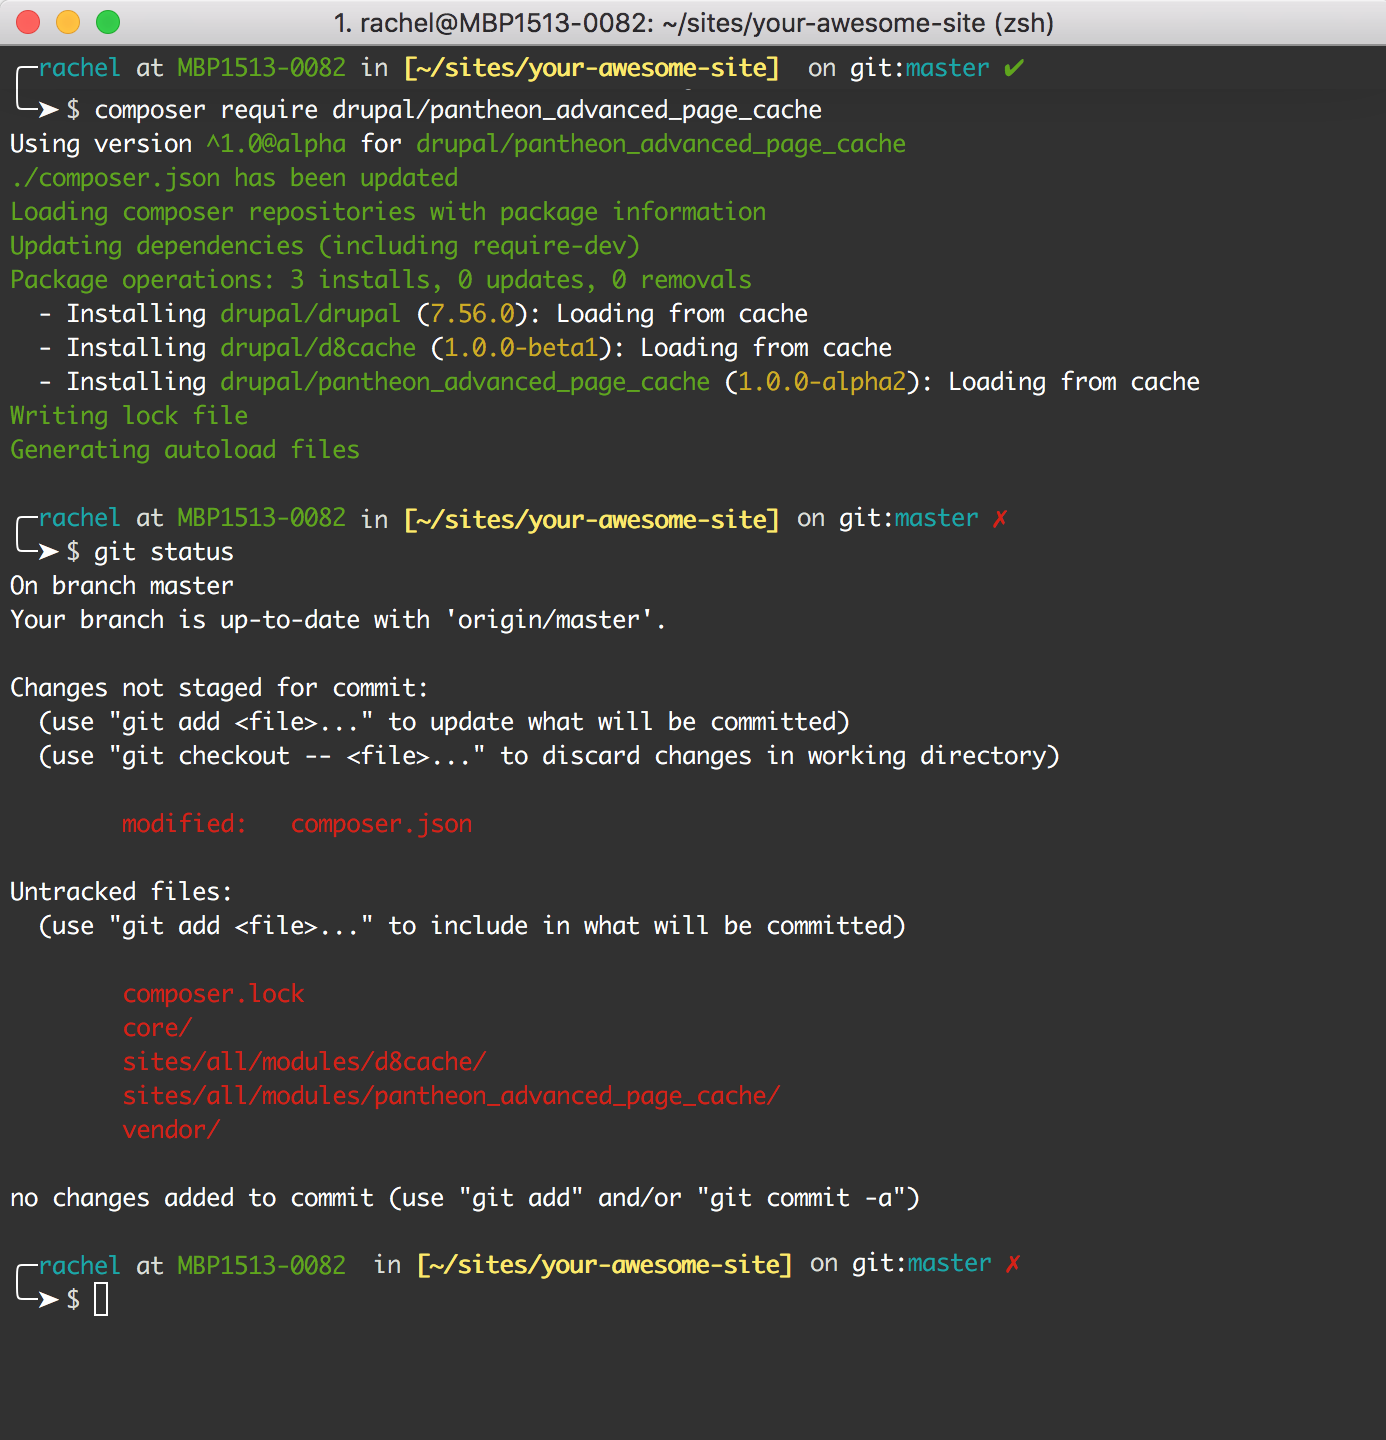 1. rachel@MBP1513-0082: ~/sites/your-awesome-site (zsh)
rachel at MBP1513-0082 in [~/sites/your-awesome-site] on git:master ✔
➤ $ composer require drupal/pantheon_advanced_page_cache
Using version ^1.0@alpha for drupal/pantheon_advanced_page_cache
./composer.json has been updated
Loading composer repositories with package information
Updating dependencies (including require-dev)
Package operations: 3 installs, 0 updates, 0 removals
  - Installing drupal/drupal (7.56.0): Loading from cache
  - Installing drupal/d8cache (1.0.0-beta1): Loading from cache
  - Installing drupal/pantheon_advanced_page_cache (1.0.0-alpha2): Loading from cache
Writing lock file
Generating autoload files
rachel at MBP1513-0082 in [~/sites/your-awesome-site] on git:master ✗
➤ $ git status
On branch master
Your branch is up-to-date with 'origin/master'.
Changes not staged for commit:
  (use "git add <file>..." to update what will be committed)
  (use "git checkout -- <file>..." to discard changes in working directory)
modified:   composer.json
Untracked files:
  (use "git add <file>..." to include in what will be committed)
composer.lock
core/
sites/all/modules/d8cache/
sites/all/modules/pantheon_advanced_page_cache/
vendor/
no changes added to commit (use "git add" and/or "git commit -a")
rachel at MBP1513-0082 in [~/sites/your-awesome-site] on git:master ✗
➤ $